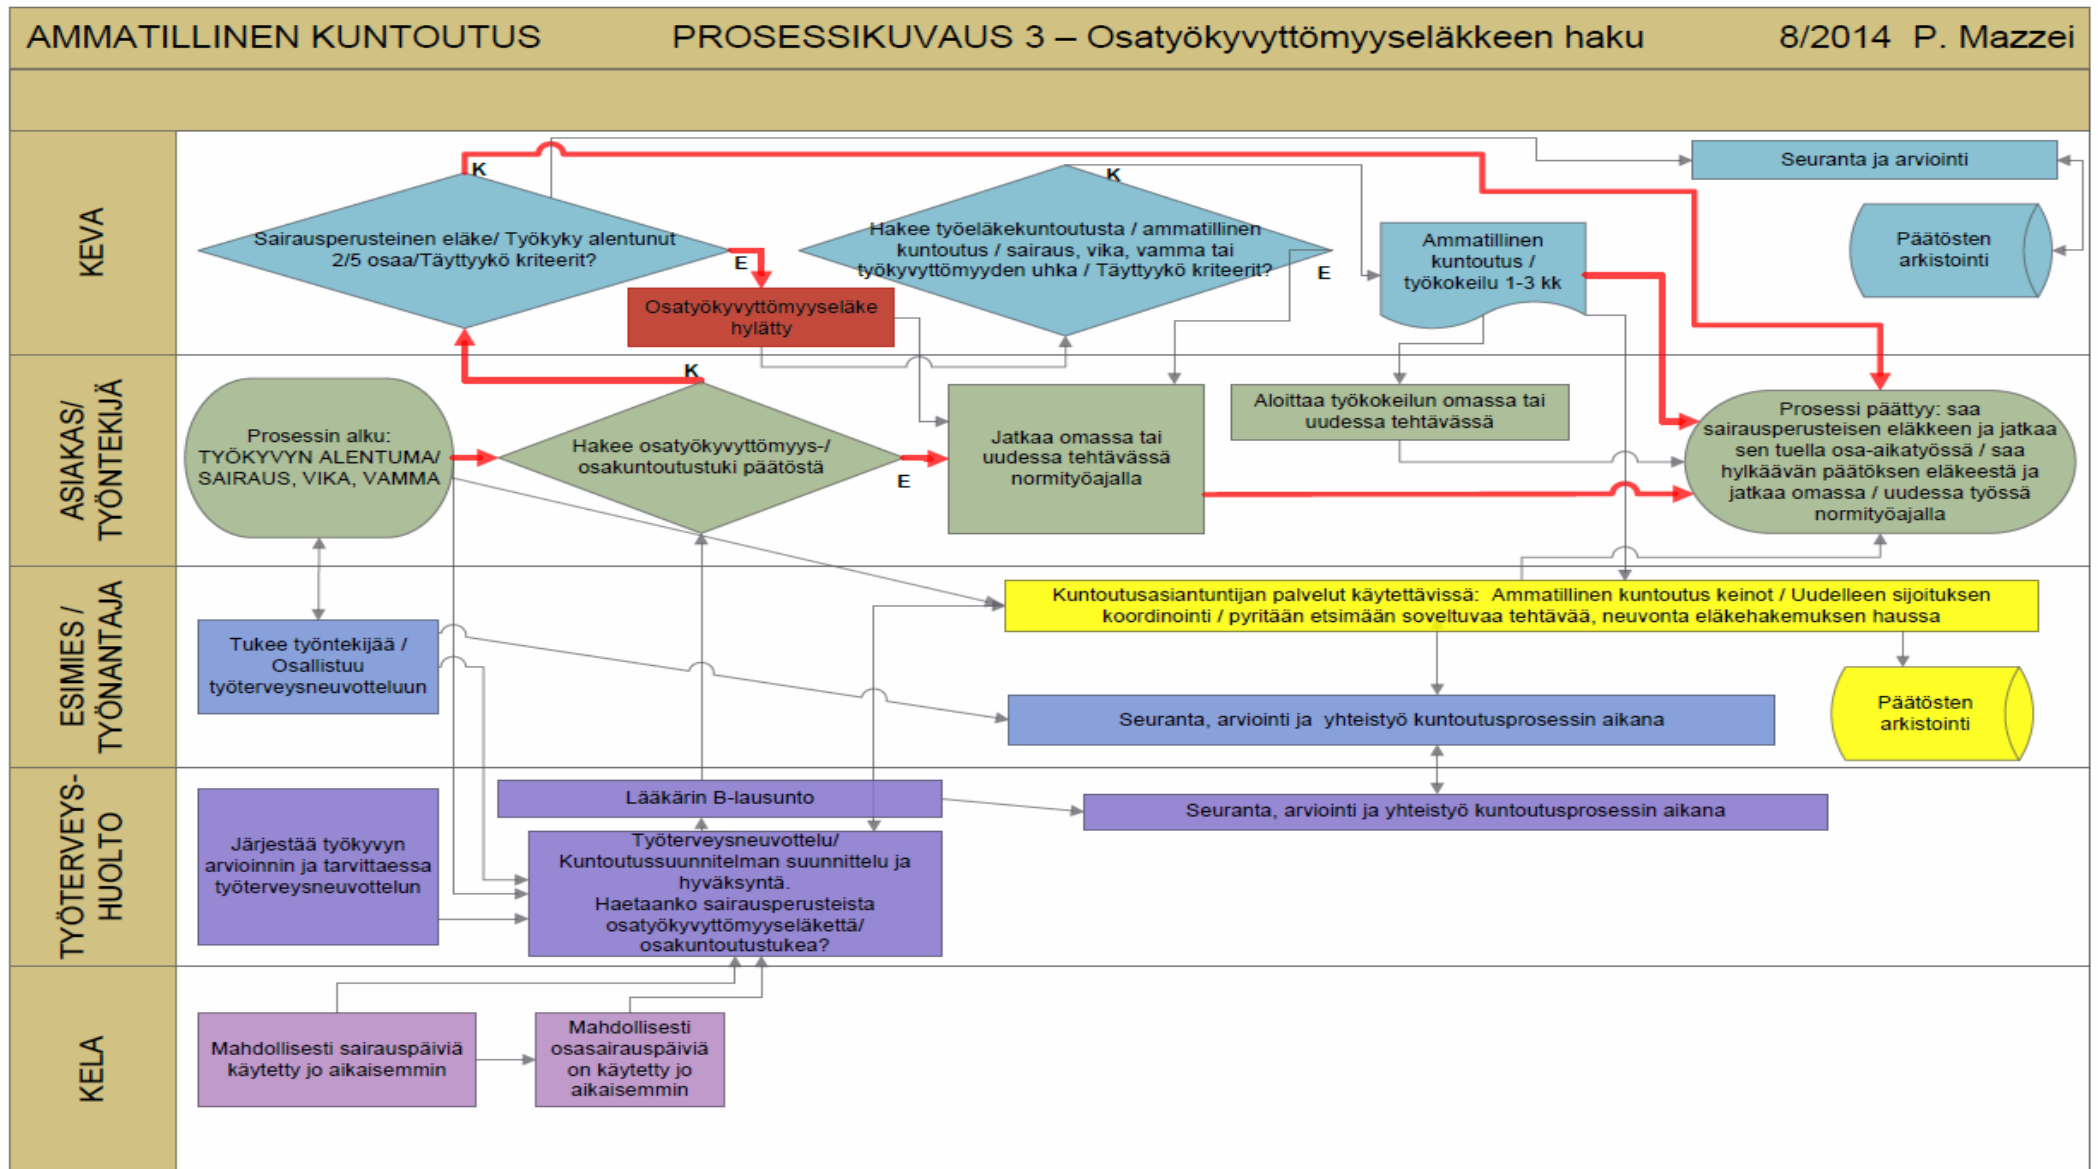 AMMATILLINEN KUNTOUTUS PROSESSIKUVAUS 3 – Osatyökyvyttömyyseläkkeen haku 8/2014 P. Mazzei
KEVA
K
Sairausperusteinen eläke/ Työkyky alentunut
2/5 osaa/Täyttyykö kriteerit?
E
Osatyökyvyttömyyseläke
hylätty
K
Hakee työeläkekuntoutusta / ammatillinen
kuntoutus / sairaus, vika, vamma tai
työkyvyttömyyden uhka / Täyttyykö kriteerit?
E
Ammatillinen
kuntoutus /
työkokeilu 1-3 kk
Seuranta ja arviointi
Päätösten
arkistointi
ASIAKAS/
TYÖNTEKIJÄ
Prosessin alku:
TYÖKYVYN ALENTUMA/
SAIRAUS, VIKA, VAMMA
K
Hakee osatyökyvyttömyys-/
osakuntoutustuki päätöstä
E
Jatkaa omassa tai
uudessa tehtävässä
normityöajalla
Aloittaa työkokeilun omassa tai
uudessa tehtävässä
Prosessi päättyy: saa
sairausperusteisen eläkkeen ja jatkaa
sen tuella osa-aikatyössä / saa
hylkäävän päätöksen eläkeestä ja
jatkaa omassa / uudessa työssä
normityöajalla
ESIMIES /
TYÖNANTAJA
Tukee työntekijää /
Osallistuu
työterveysneuvotteluun
Kuntoutusasiantuntijan palvelut käytettävissä: Ammatillinen kuntoutus keinot / Uudelleen sijoituksen
koordinointi / pyritään etsimään soveltuvaa tehtävää, neuvonta eläkehakemuksen haussa
Seuranta, arviointi ja yhteistyö kuntoutusprosessin aikana
Päätösten
arkistointi
TYÖTERVEYS-
HUOLTO
Järjestää työkyvyn
arvioinnin ja tarvittaessa
työterveysneuvottelun
Lääkärin B-lausunto
Työterveysneuvottelu/
Kuntoutussuunnitelman suunnittelu ja
hyväksyntä.
Haetaanko sairausperusteista
osatyökyvyttömyyseläkettä/
osakuntoutustukea?
Seuranta, arviointi ja yhteistyö kuntoutusprosessin aikana
KELA
Mahdollisesti sairauspäiviä
käytetty jo aikaisemmin
Mahdollisesti
osasairauspäiviä
on käytetty jo
aikaisemmin